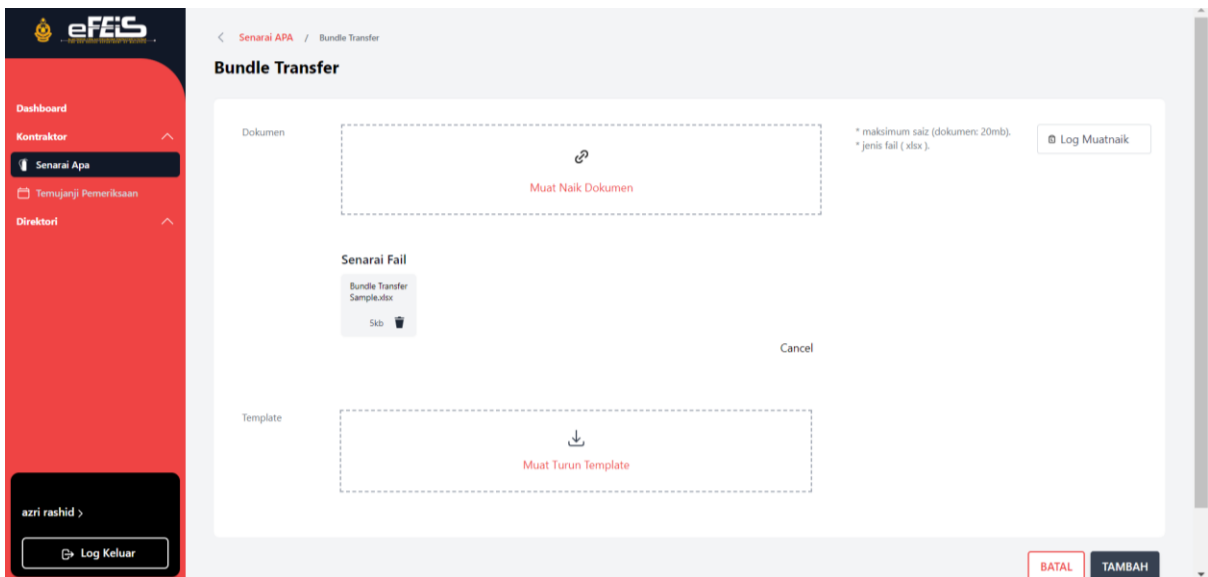 eFEiS
Senarai APA / Bundle Transfer
Bundle Transfer
Dashboard
Kontraktor
Senarai Apa
Temujanji Pemeriksaan
Direktori
azri rashid >
Log Keluar
Dokumen
Muat Naik Dokumen
* maksimum saiz (dokumen: 20mb).
* jenis fail ( xlsx ).
Log Muatnaik
Senarai Fail
Bundle Transfer
Sample.xlsx
5kb
Cancel
Template
Muat Turun Template
BATAL
TAMBAH